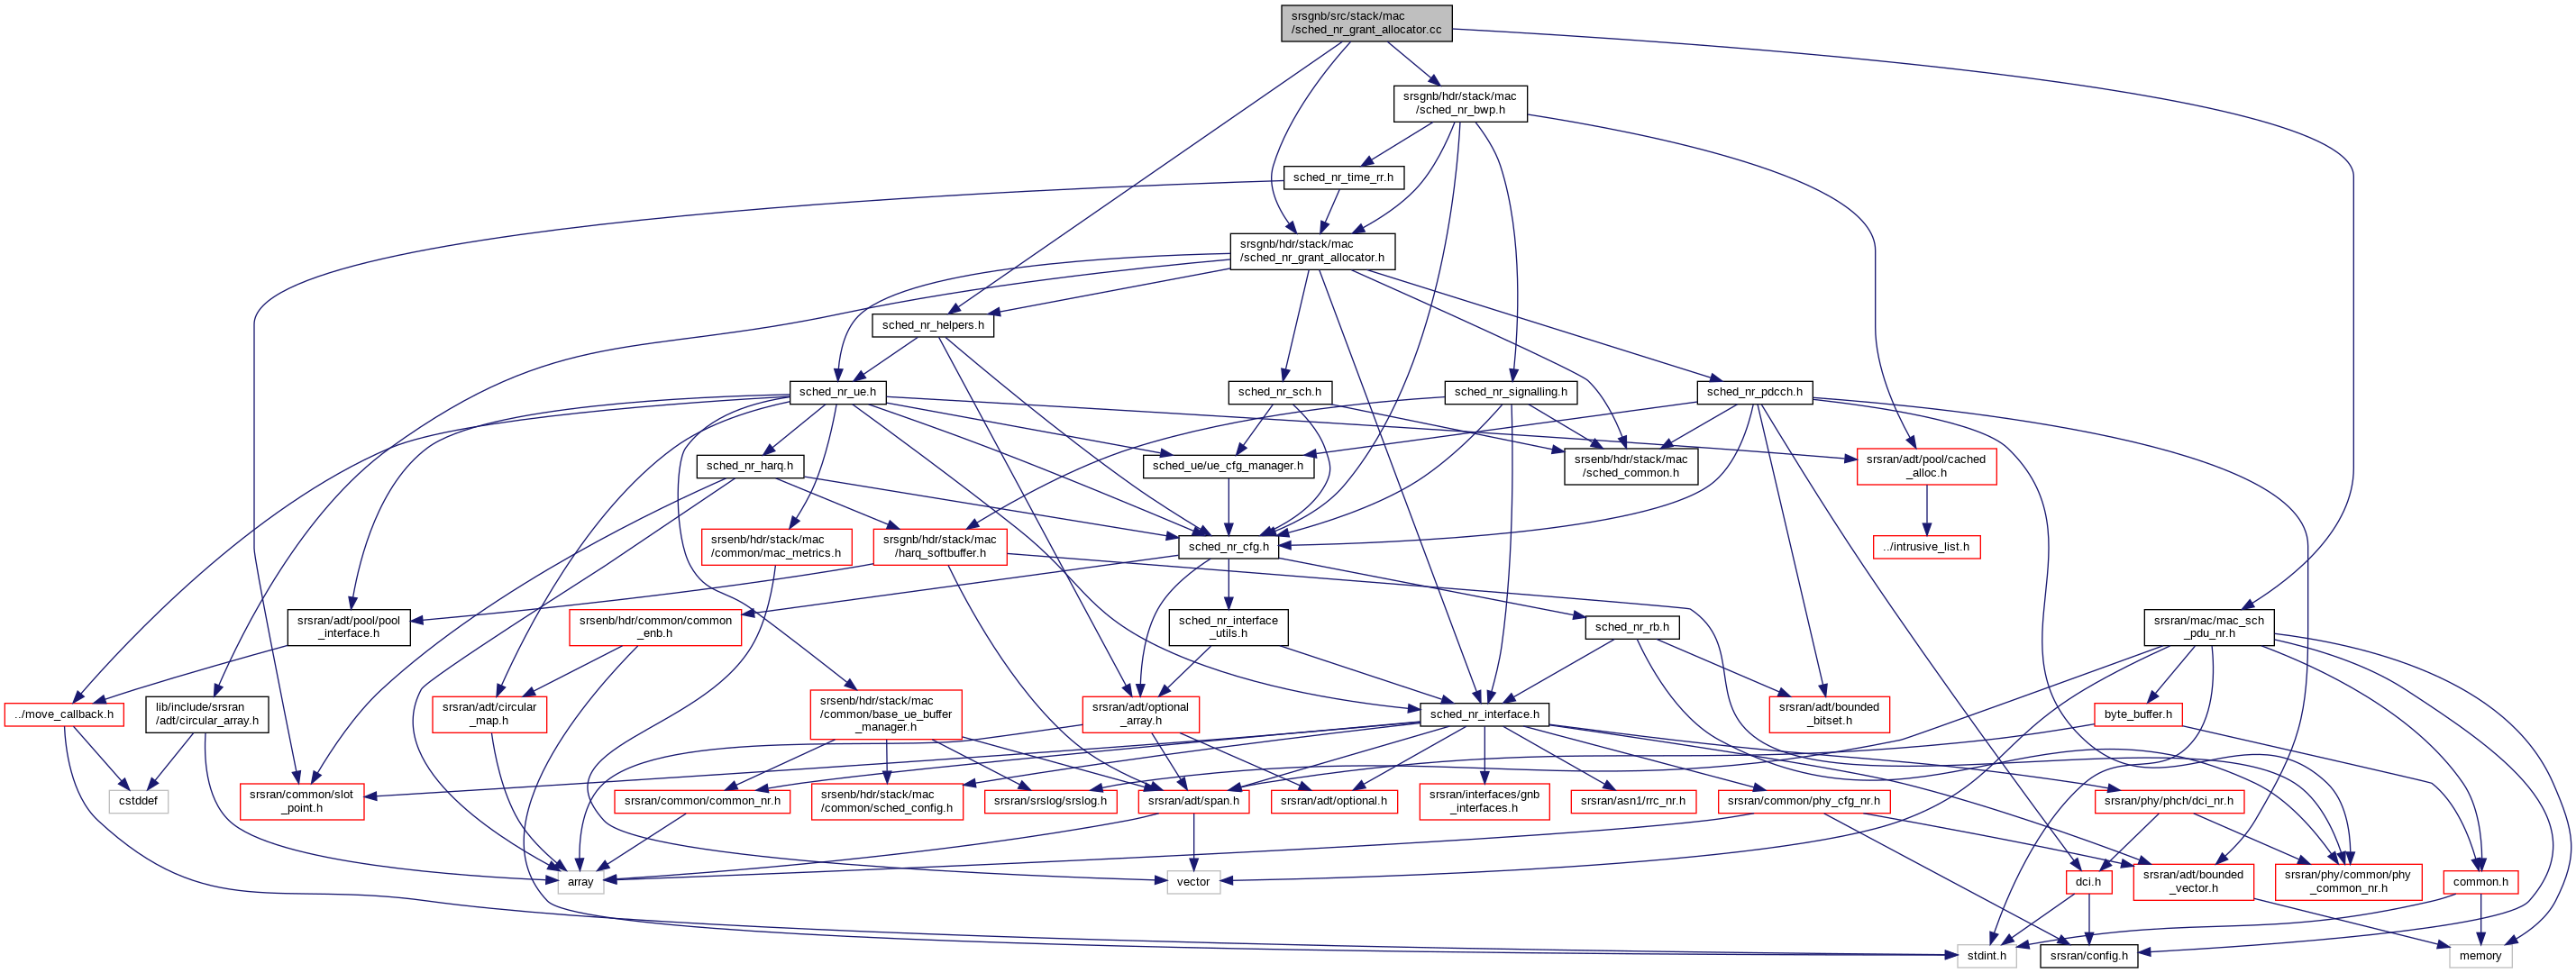 srsgnb/src/stack/mac
/sched_nr_grant_allocator.cc
srsgnb/hdr/stack/mac
/sched_nr_bwp.h
sched_nr_time_rr.h
srsgnb/hdr/stack/mac
/sched_nr_grant_allocator.h
sched_nr_helpers.h
sched_nr_ue.h
sched_nr_sch.h
sched_nr_signalling.h
sched_nr_pdcch.h
sched_nr_harq.h
sched_ue/ue_cfg_manager.h
srsenb/hdr/stack/mac
/sched_common.h
srsran/adt/pool/cached
_alloc.h
srsenb/hdr/stack/mac
/common/mac_metrics.h
srsgnb/hdr/stack/mac
/harq_softbuffer.h
sched_nr_cfg.h
../intrusive_list.h
srsran/adt/pool/pool
_interface.h
srsenb/hdr/common/common
_enb.h
sched_nr_interface
_utils.h
sched_nr_rb.h
srsran/mac/mac_sch
_pdu_nr.h
../move_callback.h
lib/include/srsran
/adt/circular_array.h
srsran/adt/circular
_map.h
srsenb/hdr/stack/mac
/common/base_ue_buffer
_manager.h
srsran/adt/optional
_array.h
sched_nr_interface.h
srsran/adt/bounded
_bitset.h
byte_buffer.h
cstddef
srsran/common/slot
_point.h
srsran/common/common_nr.h
srsenb/hdr/stack/mac
/common/sched_config.h
srsran/srslog/srslog.h
srsran/adt/span.h
srsran/adt/optional.h
srsran/interfaces/gnb
_interfaces.h
srsran/asn1/rrc_nr.h
srsran/common/phy_cfg_nr.h
srsran/phy/phch/dci_nr.h
array
vector
dci.h
srsran/adt/bounded
_vector.h
srsran/phy/common/phy
_common_nr.h
common.h
stdint.h
srsran/config.h
memory